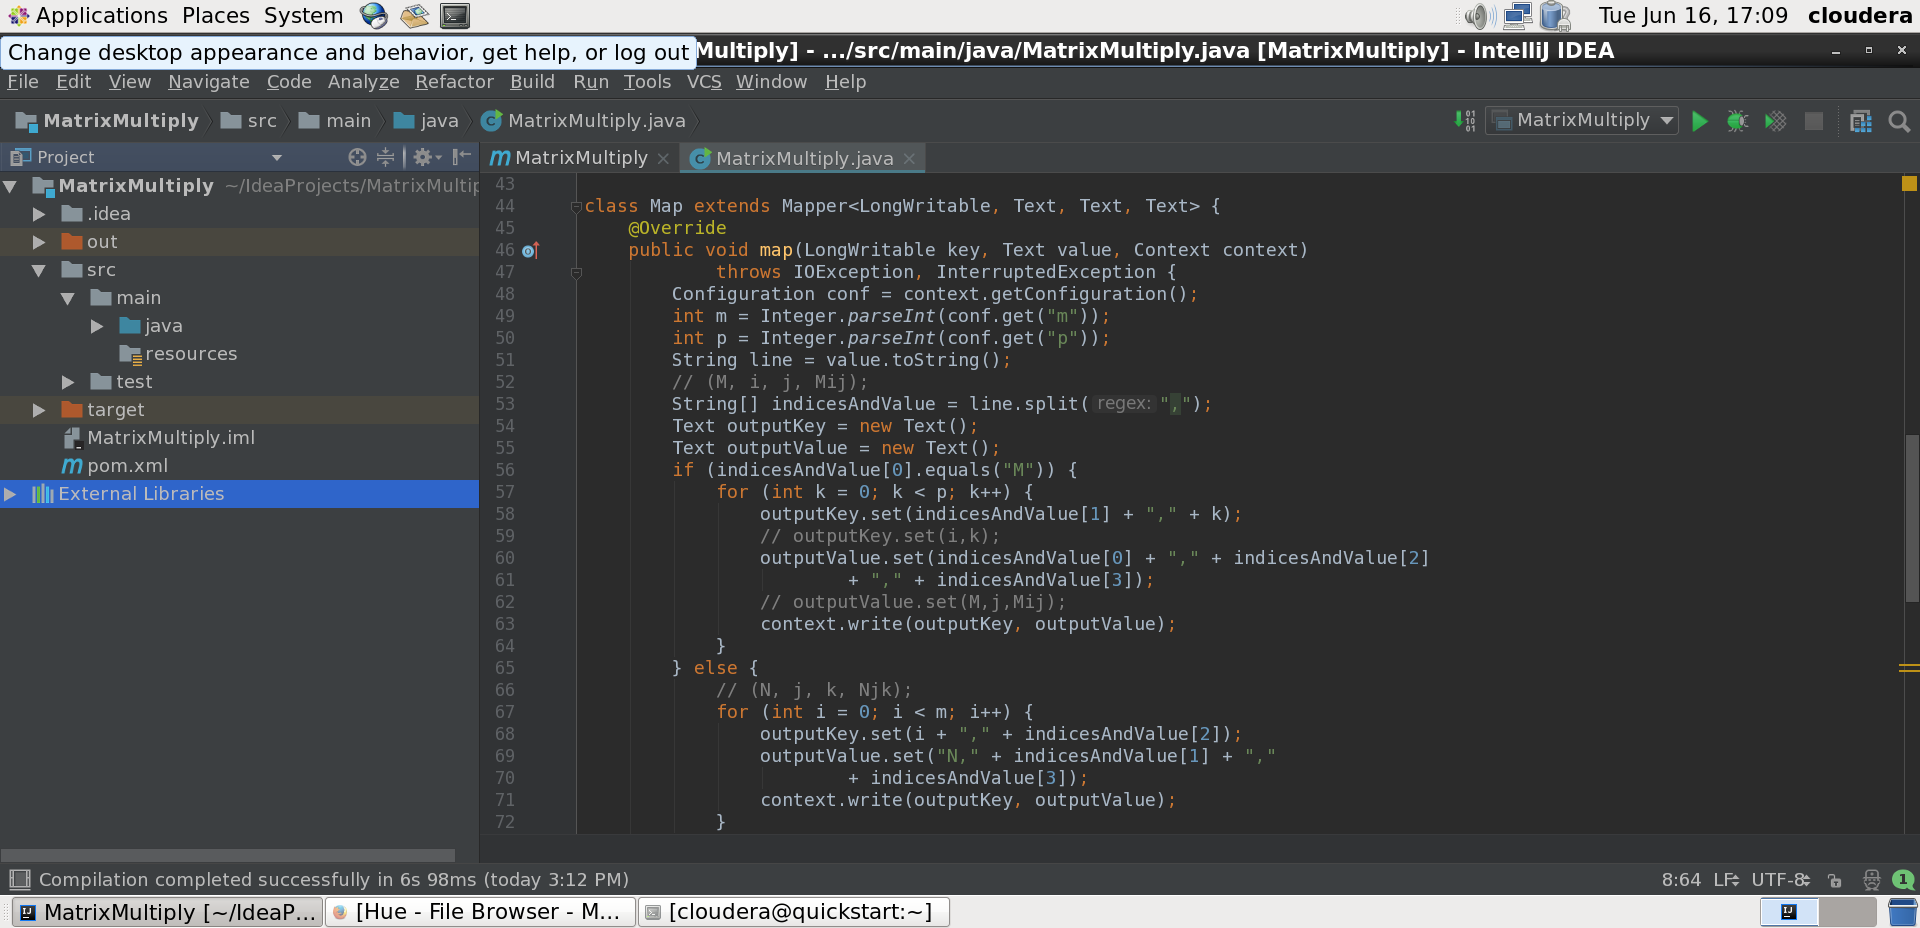 Applications Places System
Tue Jun 16, 17:09 cloudera
Change desktop appearance and behavior, get help, or log out
Multiply] - .../src/main/java/MatrixMultiply.java [MatrixMultiply] - IntelliJ IDEA
File Edit View Navigate Code Analyze Refactor Build Run Tools VCS Window Help
MatrixMultiply src main java MatrixMultiply.java
MatrixMultiply
Project
MatrixMultiply MatrixMultiply.java
MatrixMultiply ~/IdeaProjects/MatrixMultip
.idea
out
src
main
java
resources
test
target
MatrixMultiply.iml
pom.xml
External Libraries
43
44 class Map extends Mapper<LongWritable, Text, Text, Text> {
45 @Override
46 public void map(LongWritable key, Text value, Context context)
47 throws IOException, InterruptedException {
48 Configuration conf = context.getConfiguration();
49 int m = Integer.parseInt(conf.get("m"));
50 int p = Integer.parseInt(conf.get("p"));
51 String line = value.toString();
52 // (M, i, j, Mij);
53 String[] indicesAndValue = line.split( regex: ",");
54 Text outputKey = new Text();
55 Text outputValue = new Text();
56 if (indicesAndValue[0].equals("M")) {
57 for (int k = 0; k < p; k++) {
58 outputKey.set(indicesAndValue[1] + "," + k);
59 // outputKey.set(i,k);
60 outputValue.set(indicesAndValue[0] + "," + indicesAndValue[2]
61 + "," + indicesAndValue[3]);
62 // outputValue.set(M,j,Mij);
63 context.write(outputKey, outputValue);
64 }
65 } else {
66 // (N, j, k, Njk);
67 for (int i = 0; i < m; i++) {
68 outputKey.set(i + "," + indicesAndValue[2]);
69 outputValue.set("N," + indicesAndValue[1] + ","
70 + indicesAndValue[3]);
71 context.write(outputKey, outputValue);
72 }
Compilation completed successfully in 6s 98ms (today 3:12 PM)
8:64 LF UTF-8 1
MatrixMultiply [~/IdeaP... [Hue - File Browser - M... [cloudera@quickstart:~]